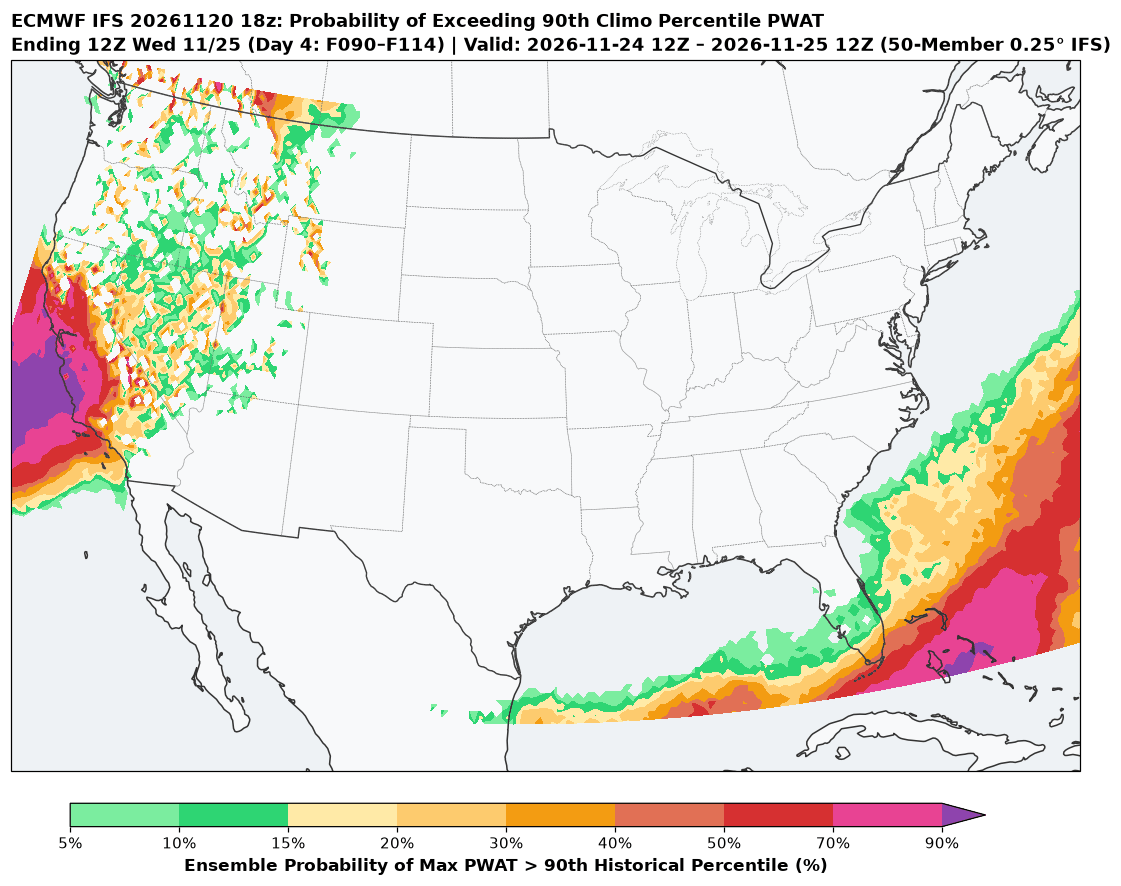 ECMWF IFS 20261120 18z: Probability of Exceeding 90th Climo Percentile PWAT
Ending 12Z Wed 11/25 (Day 4: F090–F114) | Valid: 2026-11-24 12Z – 2026-11-25 12Z (50-Member 0.25° IFS)
5% 10% 15% 20% 30% 40% 50% 70% 90%
Ensemble Probability of Max PWAT > 90th Historical Percentile (%)